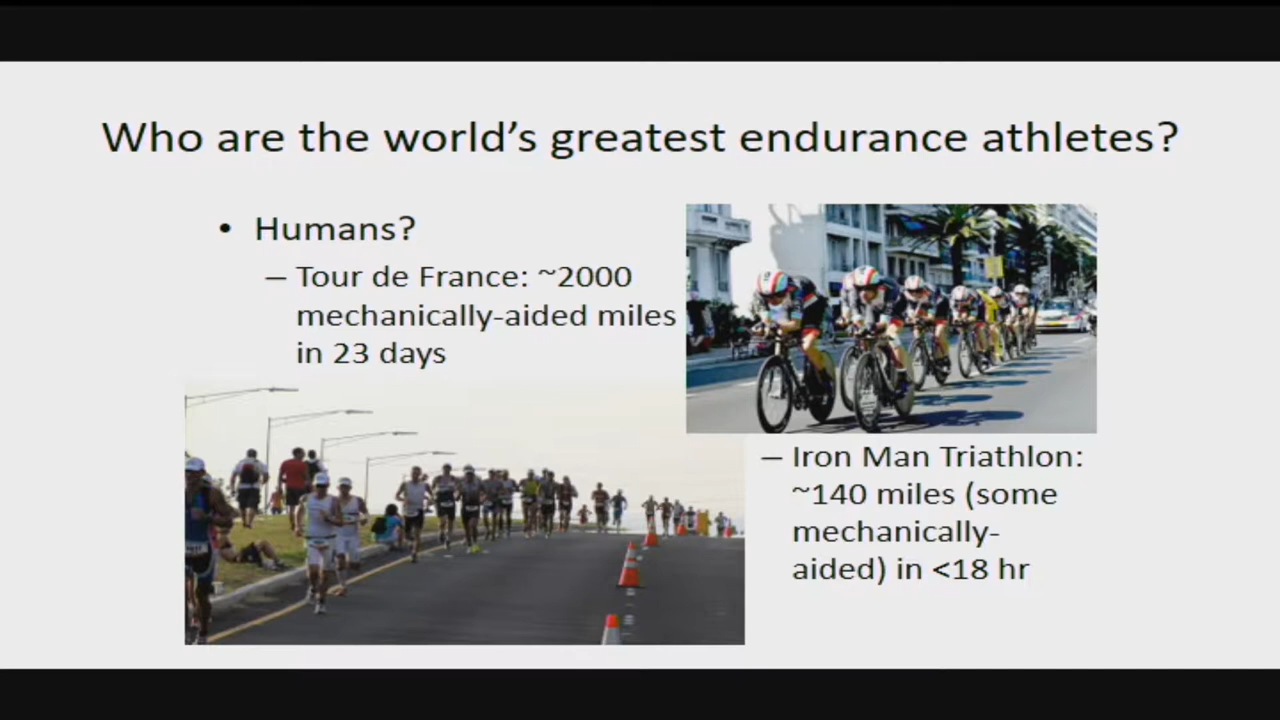 Who are the world's greatest endurance athletes?
• Humans?
– Tour de France: ~2000
mechanically-aided miles
in 23 days
– Iron Man Triathlon:
~140 miles (some
mechanically-
aided) in <18 hr